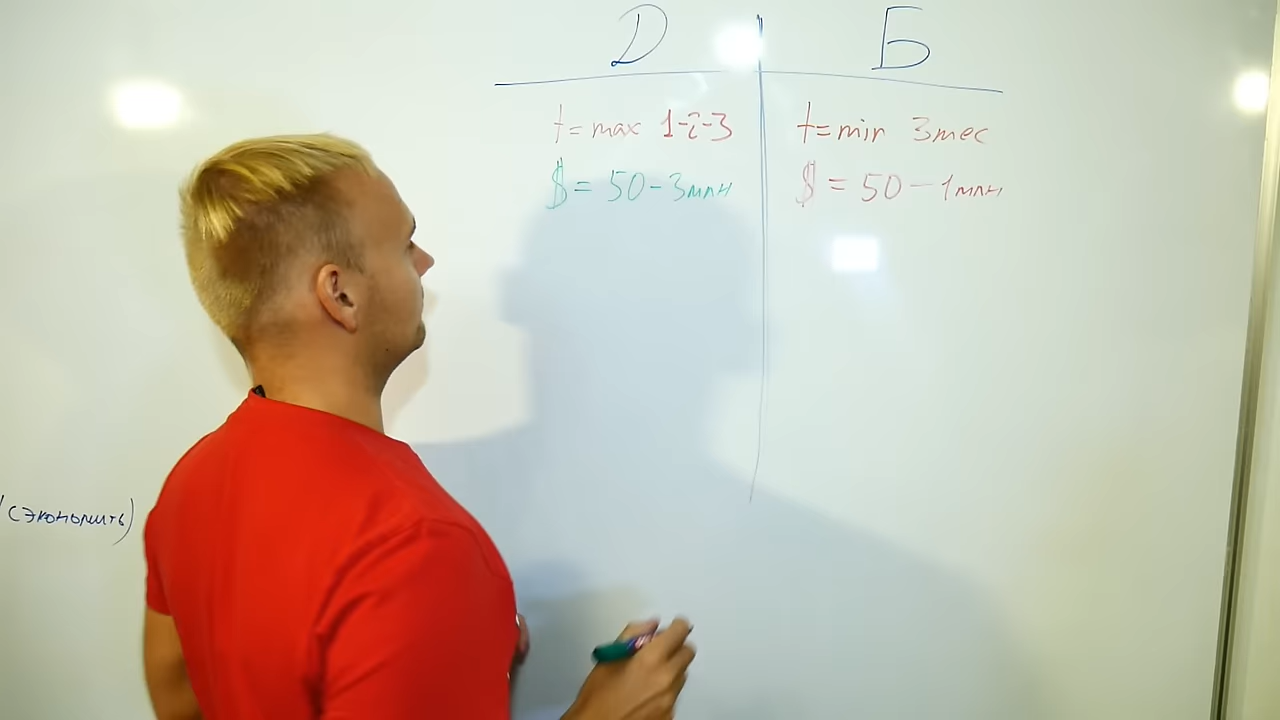 Д Б
t = max 1-2-3 t = min 3 мес
$ = 50 - 3 млн $ = 50 - 1 млн
(сэкономить)